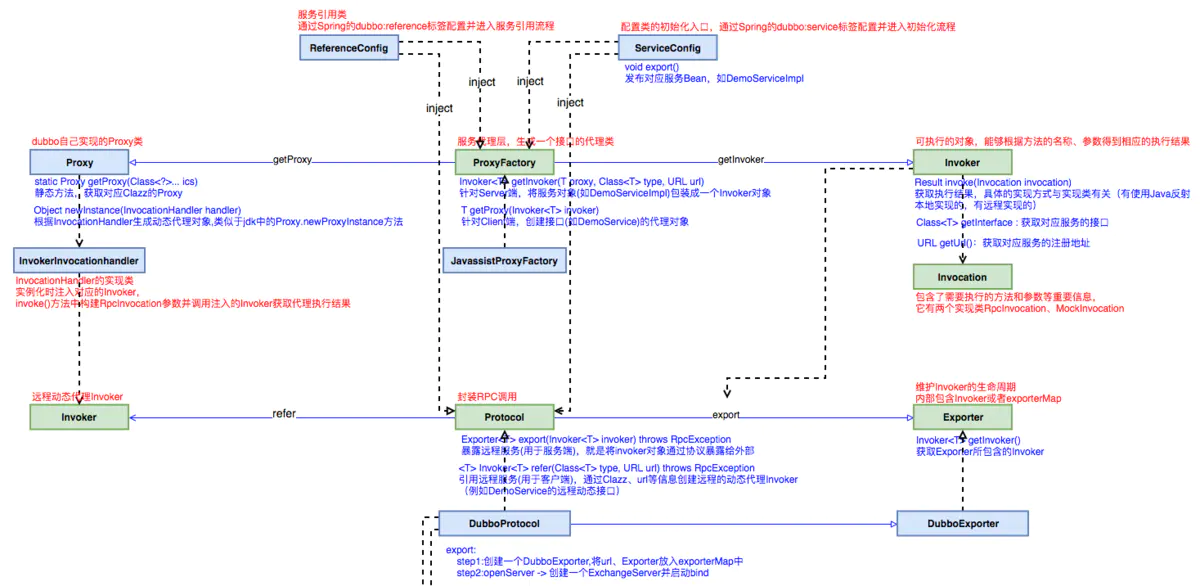 服务引用类
通过Spring的dubbo:reference标签配置并进入服务引用流程
ReferenceConfig
配置类的初始化入口，通过Spring的dubbo:service标签配置并进入初始化流程
ServiceConfig
void export()
发布对应服务Bean，如DemoServiceImpl
inject
inject
inject
inject
dubbo自己实现的Proxy类
Proxy
static Proxy getProxy(Class<?>... ics)
静态方法，获取对应Clazz的Proxy
Object newInstance(InvocationHandler handler)
根据InvocationHandler生成动态代理对象,类似于jdk中的Proxy.newProxyInstance方法
getProxy
服务代理层，生成一个接口的代理类
ProxyFactory
Invoker<T> getInvoker(T proxy, Class<T> type, URL url)
针对Server端，将服务对象(如DemoServiceImpl)包装成一个Invoker对象
T getProxy(Invoker<T> invoker)
针对Client端，创建接口(如DemoService)的代理对象
getInvoker
可执行的对象，能够根据方法的名称、参数得到相应的执行结果
Invoker
Result invoke(Invocation invocation)
获取执行结果，具体的实现方式与实现类有关（有使用Java反射
本地实现的，有远程实现的）
Class<T> getInterface : 获取对应服务的接口
URL getUrl()：获取对应服务的注册地址
InvokerInvocationhandler
InvocationHandler的实现类
实例化时注入对应的Invoker，
invoke()方法中构建RpcInvocation参数并调用注入的Invoker获取代理执行结果
JavassistProxyFactory
Invocation
包含了需要执行的方法和参数等重要信息，
它有两个实现类RpcInvocation、MockInvocation
远程动态代理Invoker
Invoker
refer
封装RPC调用
Protocol
Exporter<T> export(Invoker<T> invoker) throws RpcException
暴露远程服务(用于服务端)，就是将invoker对象通过协议暴露给外部
<T> Invoker<T> refer(Class<T> type, URL url) throws RpcException
引用远程服务(用于客户端)，通过Clazz、url等信息创建远程的动态代理Invoker
（例如DemoService的远程动态接口）
export
维护Invoker的生命周期
内部包含Invoker或者exporterMap
Exporter
Invoker<T> getInvoker()
获取Exporter所包含的Invoker
DubboProtocol
DubboExporter
export:
step1:创建一个DubboExporter,将url、Exporter放入exporterMap中
step2:openServer -> 创建一个ExchangeServer并启动bind